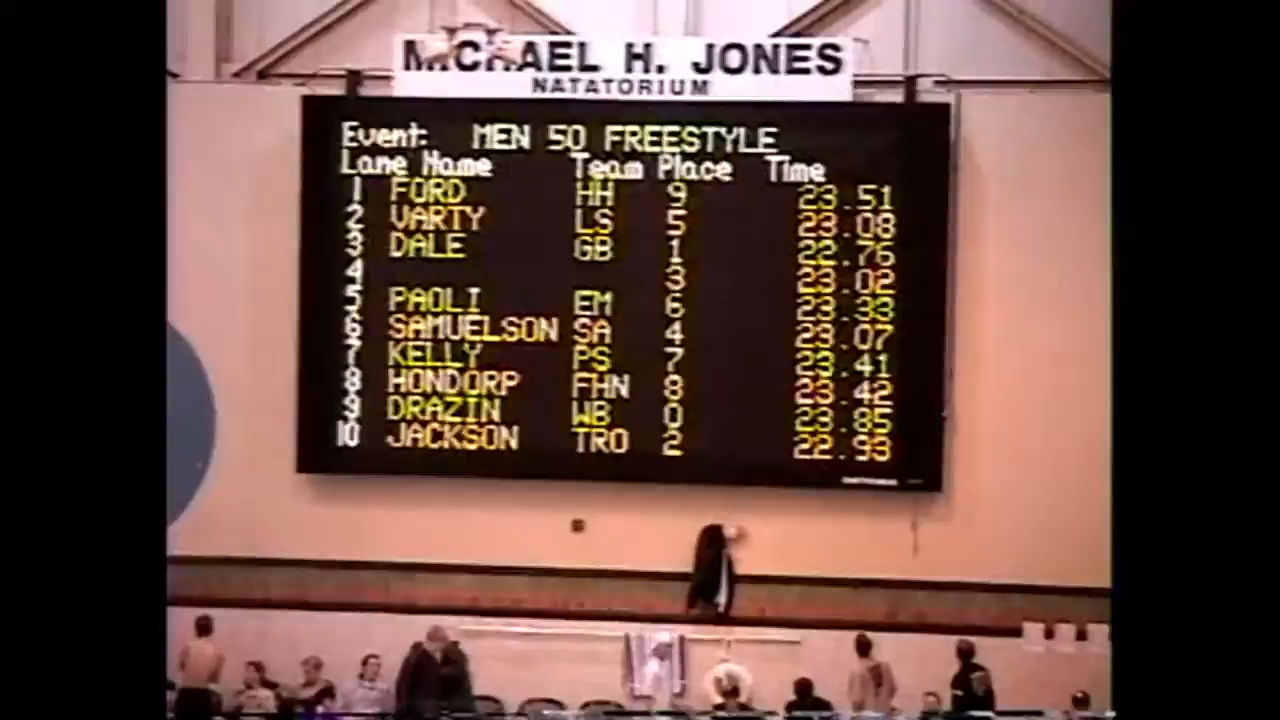 MICHAEL H. JONES
NATATORIUM
Event: MEN 50 FREESTYLE
Lane Name Team Place Time
1 FORD HH 9 23.51
2 VARTY LS 5 23.08
3 DALE GB 1 22.76
4 3 23.02
5 PAOLI EM 6 23.33
6 SAMUELSON SA 4 23.07
7 KELLY PS 7 23.41
8 HONDORP FHN 8 23.42
9 DRAZIN WB 0 23.85
10 JACKSON TRO 2 22.93